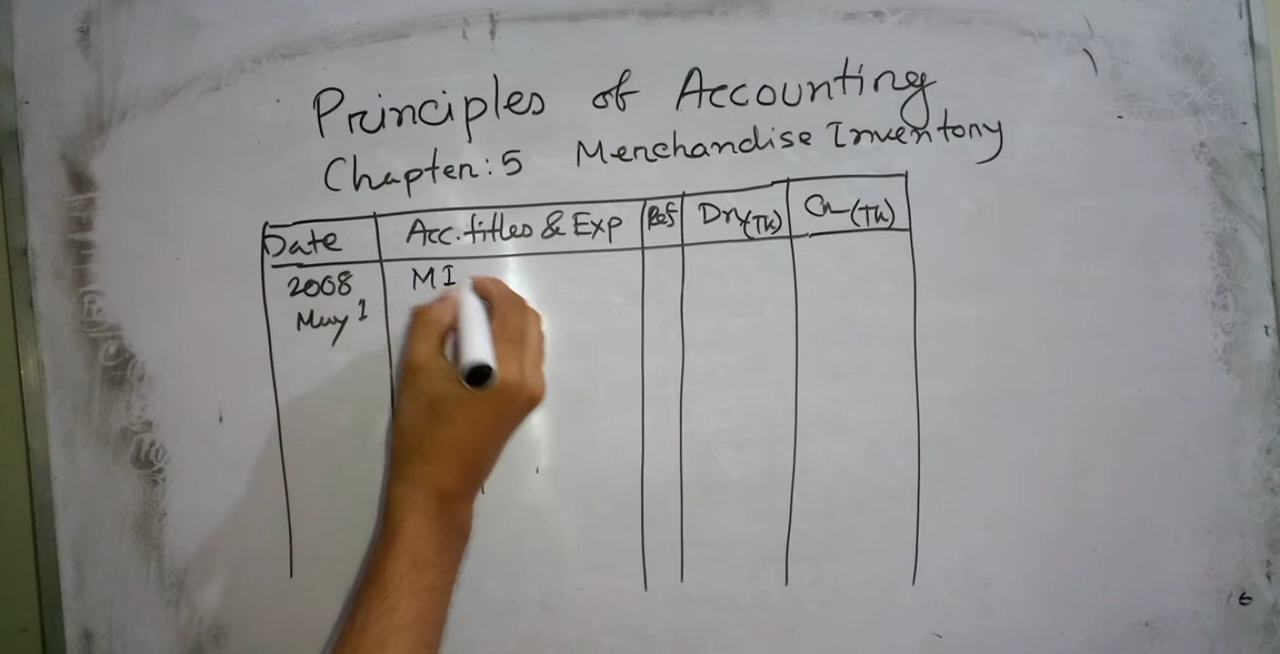 Principles of Accounting
Chapter: 5 Merchandise Inventory
Date Acc. titles & Exp Ref Dr (Tk) Cr (Tk)
2008 MI
May 1
6